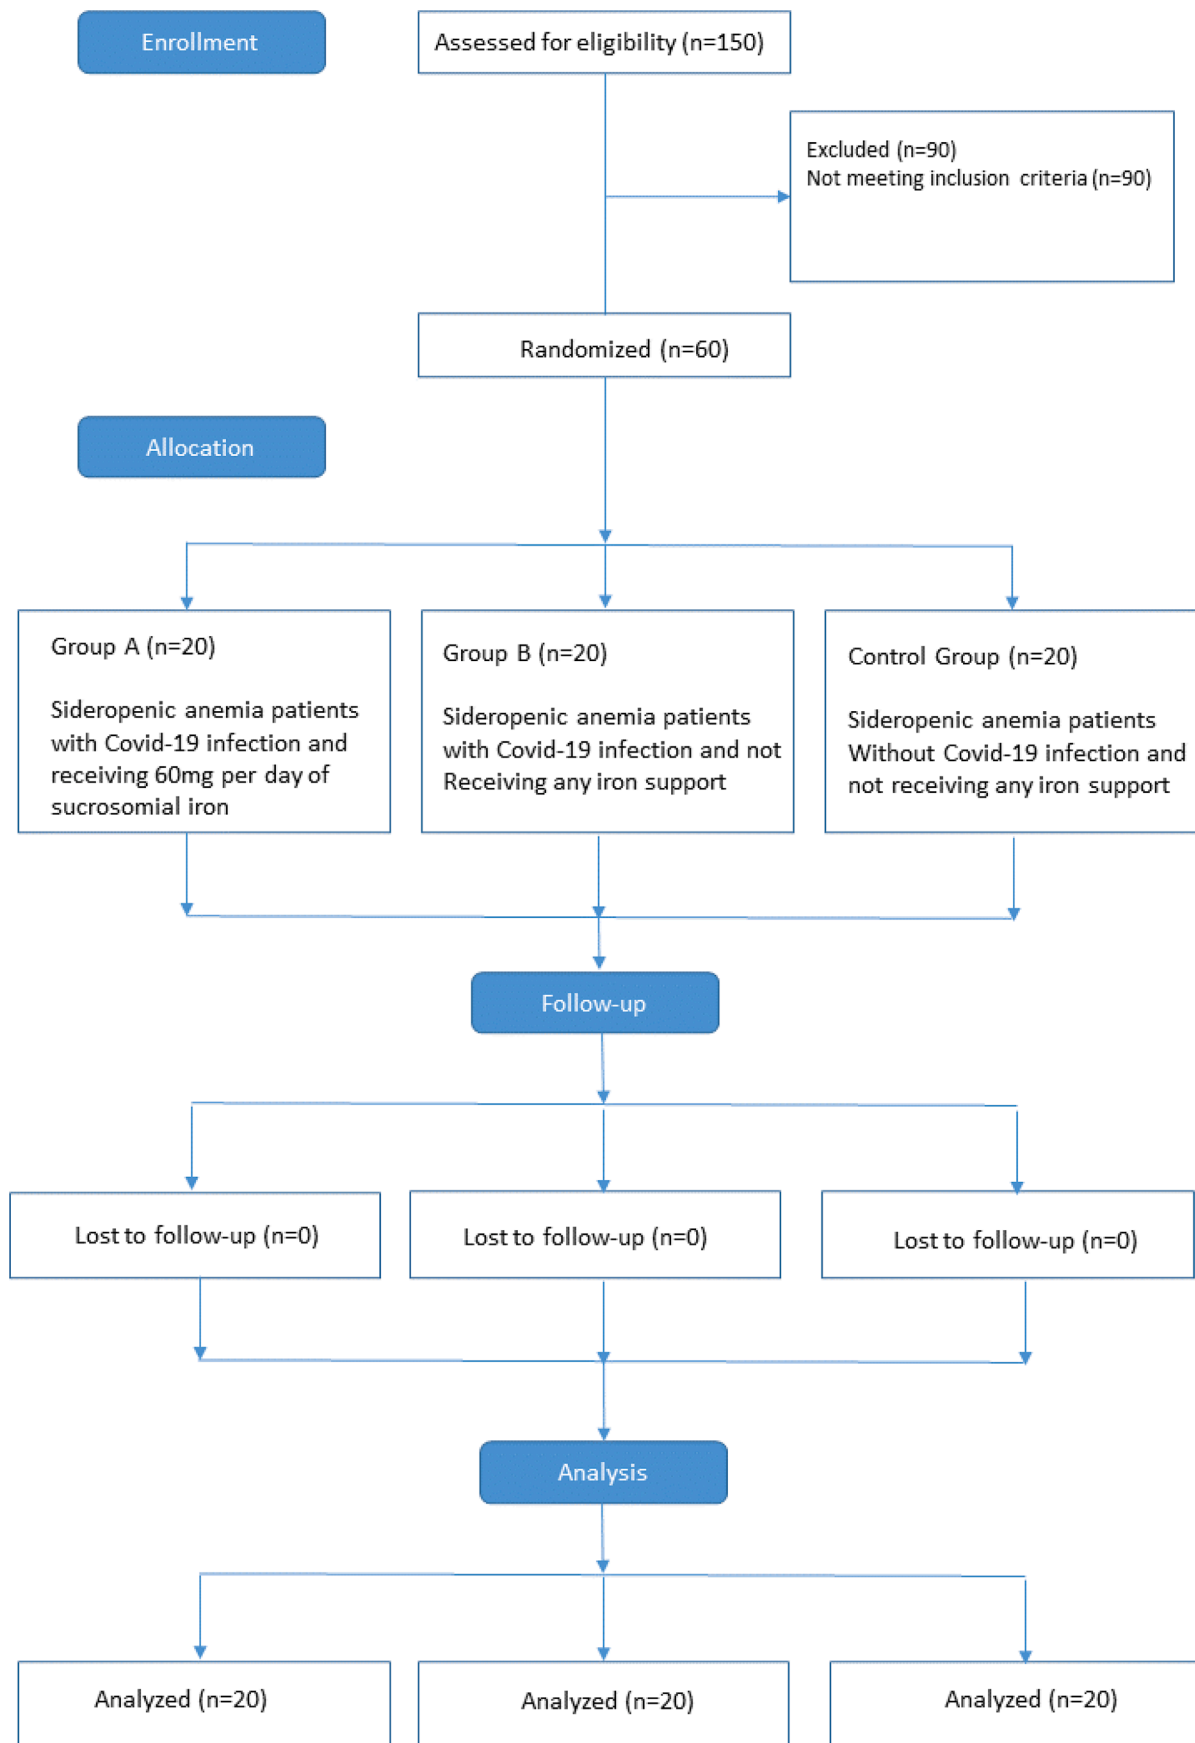 Enrollment
Assessed for eligibility (n=150)
Excluded (n=90)
Not meeting inclusion criteria (n=90)
Randomized (n=60)
Allocation
Group A (n=20)
Sideropenic anemia patients
with Covid-19 infection and
receiving 60mg per day of
sucrosomial iron
Group B (n=20)
Sideropenic anemia patients
with Covid-19 infection and not
Receiving any iron support
Control Group (n=20)
Sideropenic anemia patients
Without Covid-19 infection and
not receiving any iron support
Follow-up
Lost to follow-up (n=0)
Lost to follow-up (n=0)
Lost to follow-up (n=0)
Analysis
Analyzed (n=20)
Analyzed (n=20)
Analyzed (n=20)